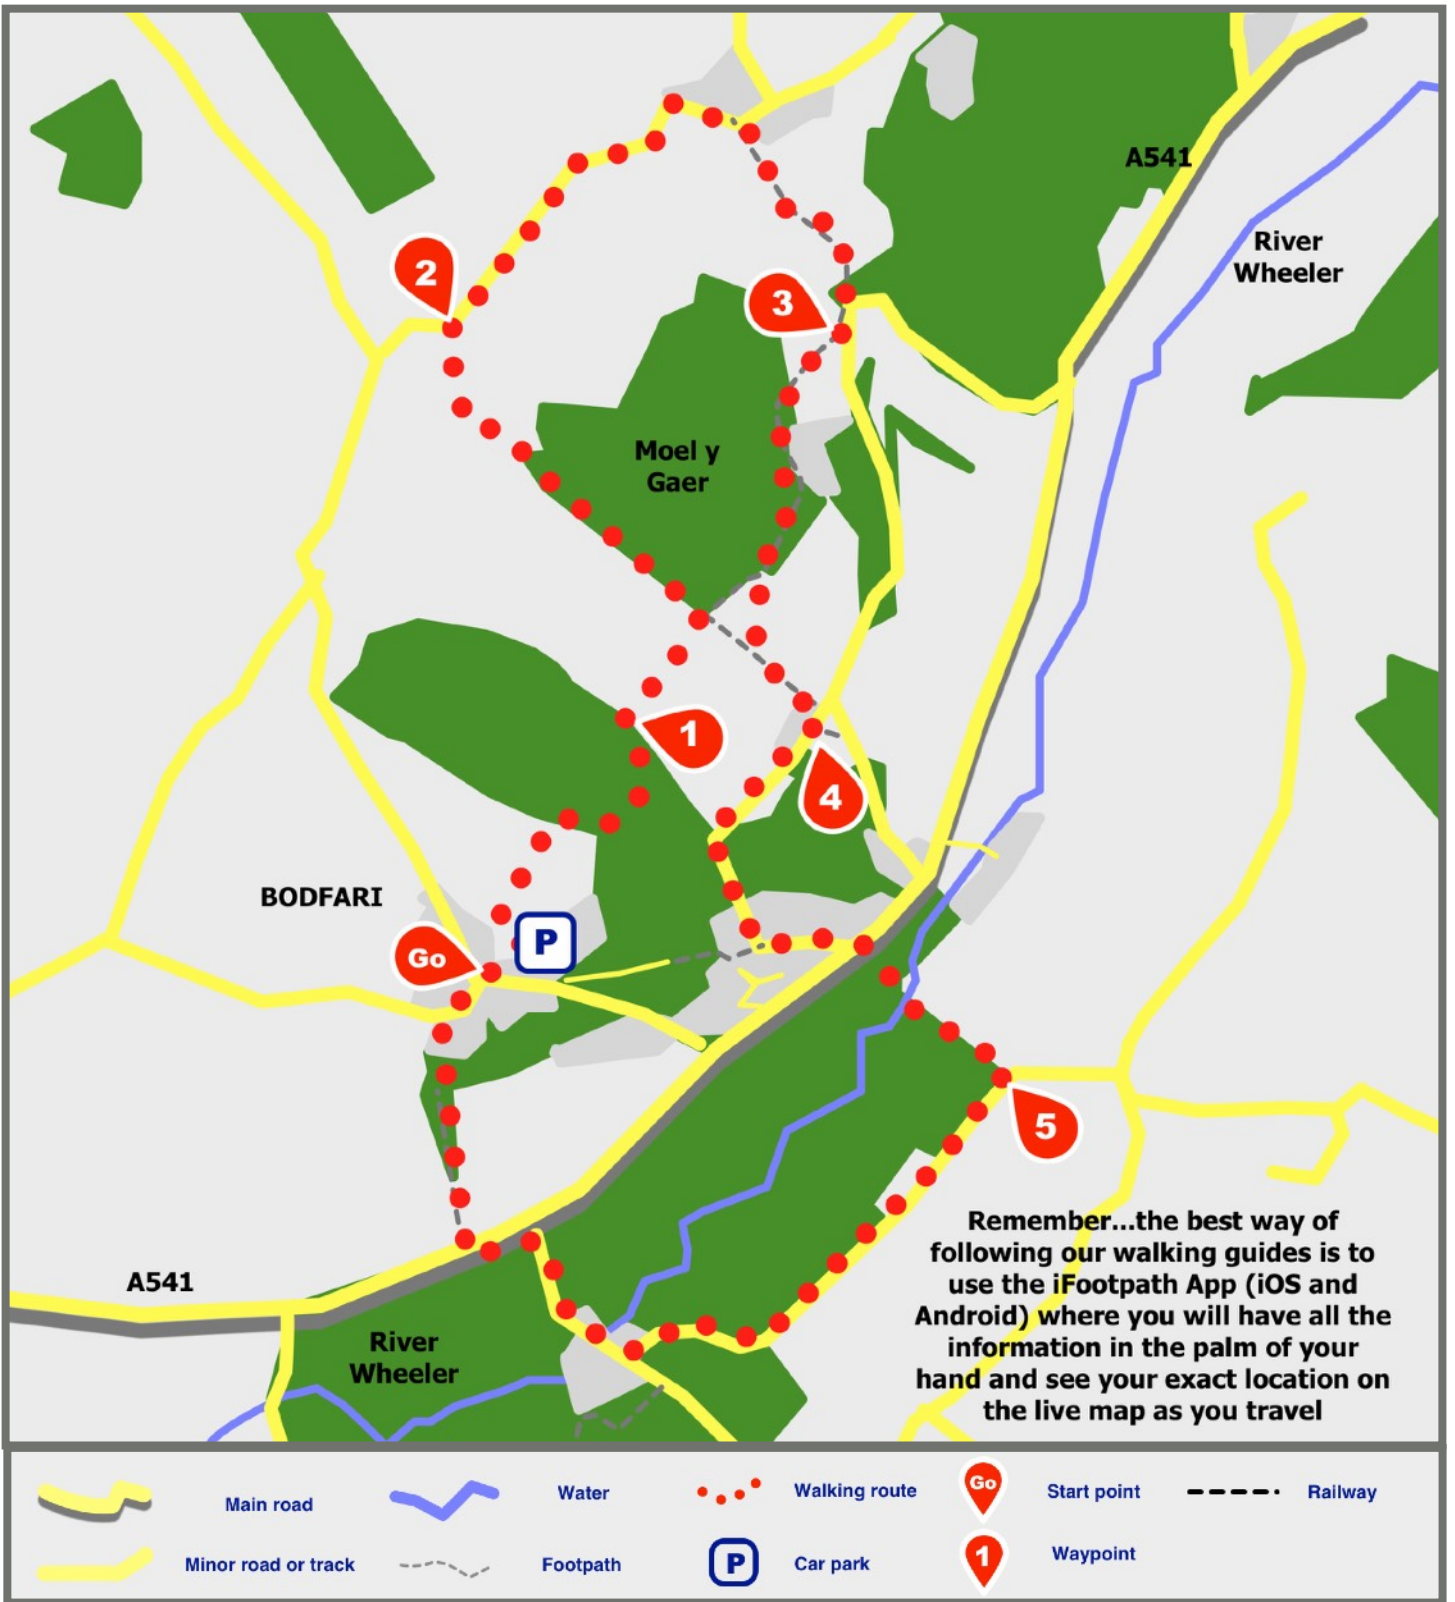 A541
River
Wheeler
2
3
Moel y
Gaer
1
4
BODFARI
P
Go
5
Remember...the best way of
following our walking guides is to
use the iFootpath App (iOS and
Android) where you will have all the
information in the palm of your
hand and see your exact location on
the live map as you travel
A541
River
Wheeler
Main road
Water
Walking route
Go
Start point
Railway
Minor road or track
Footpath
P
Car park
1
Waypoint